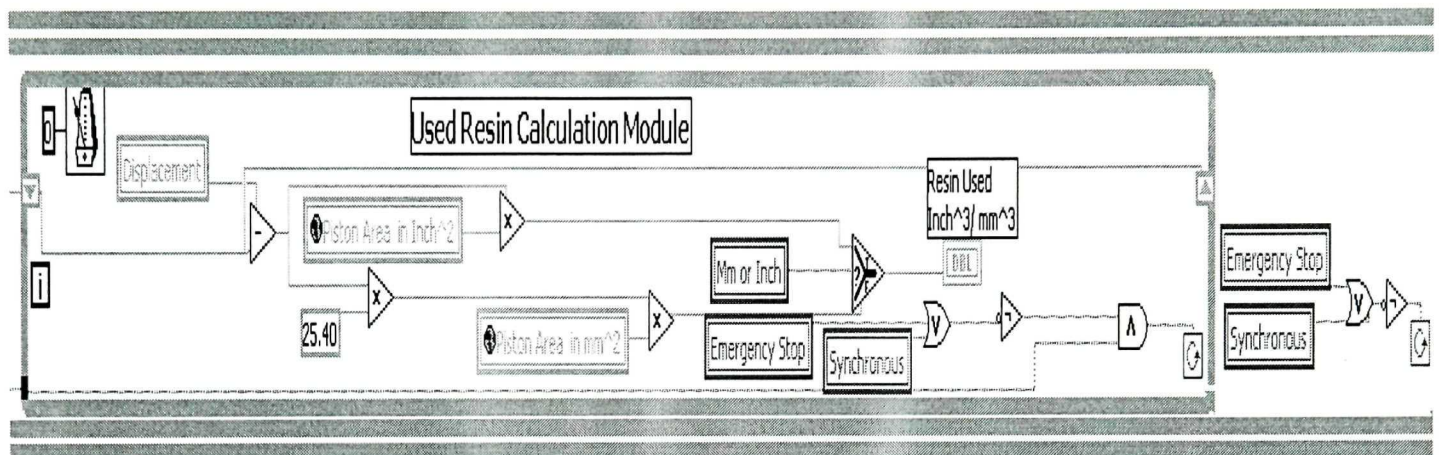 Used Resin Calculation Module
0
Displacement
Resin Used
Inch^3/ mm^3
-
x
Piston Area in Inch^2
DBL
Emergency Stop
i
Mm or Inch
?
x
25.40
Piston Area in mm^2
x
Emergency Stop
V
Λ
V
Synchronous
Synchronous